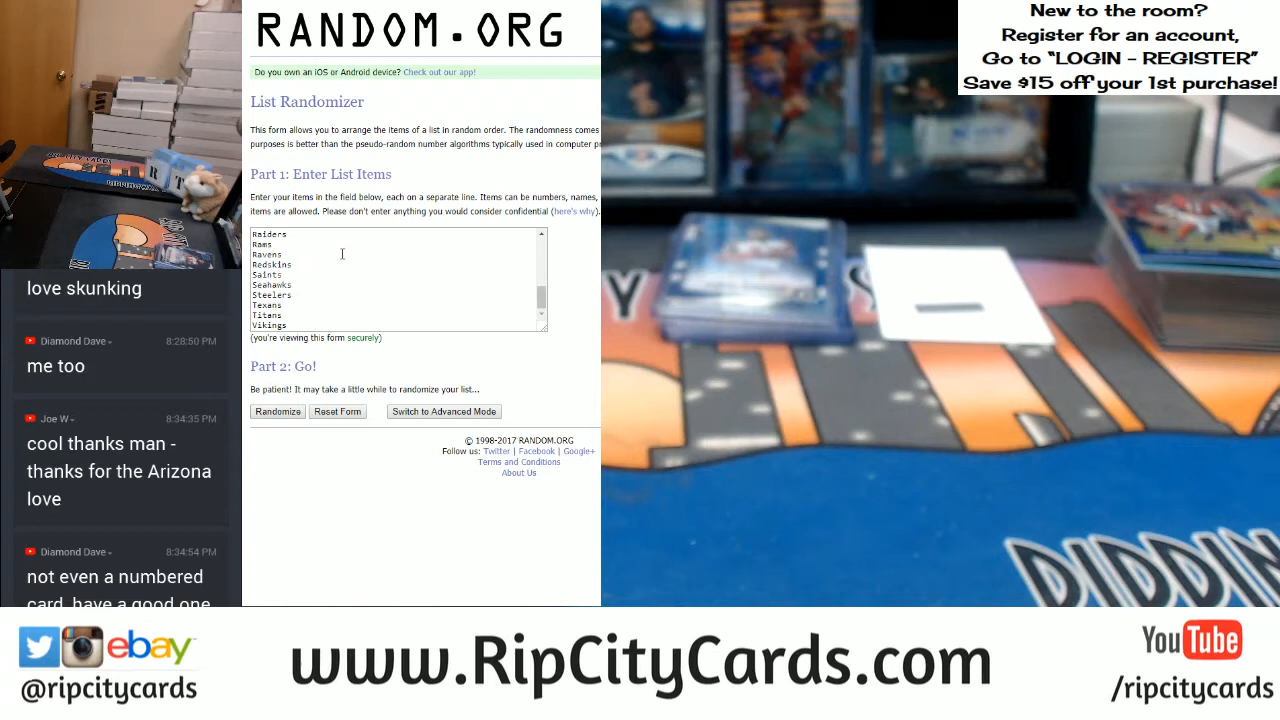 RANDOM.ORG
Do you own an iOS or Android device? Check out our app!
List Randomizer
This form allows you to arrange the items of a list in random order. The randomness comes
purposes is better than the pseudo-random number algorithms typically used in computer
Part 1: Enter List Items
Enter your items in the field below, each on a separate line. Items can be numbers, names,
items are allowed. Please don't enter anything you would consider confidential (here's why).
Raiders
Rams
Ravens
Redskins
Saints
Seahawks
Steelers
Texans
Titans
Vikings
(you're viewing this form securely)
Part 2: Go!
Be patient! It may take a little while to randomize your list...
Randomize Reset Form Switch to Advanced Mode
© 1998-2017 RANDOM.ORG
Follow us: Twitter | Facebook | Google+
Terms and Conditions
About Us
love skunking
Diamond Dave 8:28:50 PM
me too
Joe W 8:34:35 PM
cool thanks man -
thanks for the Arizona
love
Diamond Dave 8:34:54 PM
not even a numbered
card, have a good one
New to the room?
Register for an account,
Go to "LOGIN - REGISTER"
Save $15 off your 1st purchase!
ebay
@ripcitycards
www.RipCityCards.com
YouTube
/ripcitycards